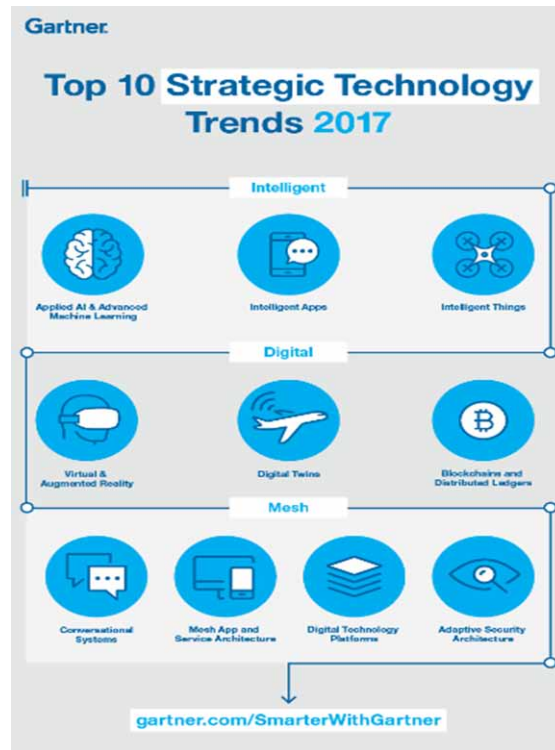 Gartner
Top 10 Strategic Technology
Trends 2017
Intelligent
Applied AI & Advanced
Machine Learning
Intelligent Apps
Intelligent Things
Digital
Virtual &
Augmented Reality
Digital Twins
Blockchains and
Distributed Ledgers
Mesh
Conversational
Systems
Mesh App and
Service Architecture
Digital Technology
Platforms
Adaptive Security
Architecture
gartner.com/SmarterWithGartner